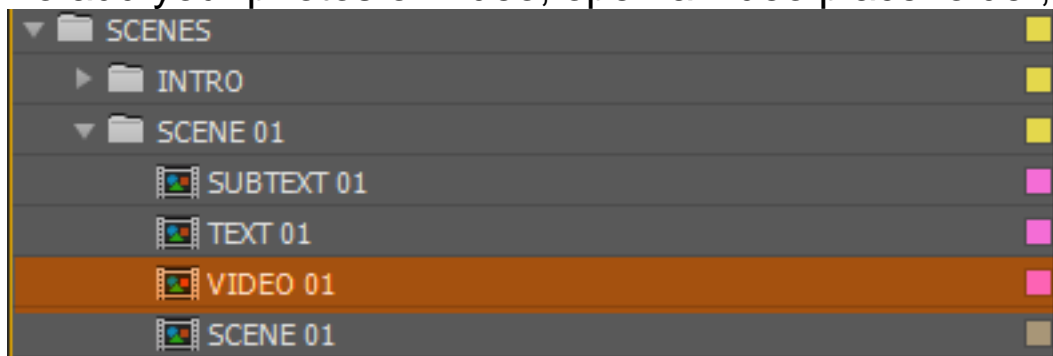 SCENES
INTRO
SCENE 01
SUBTEXT 01
TEXT 01
VIDEO 01
SCENE 01